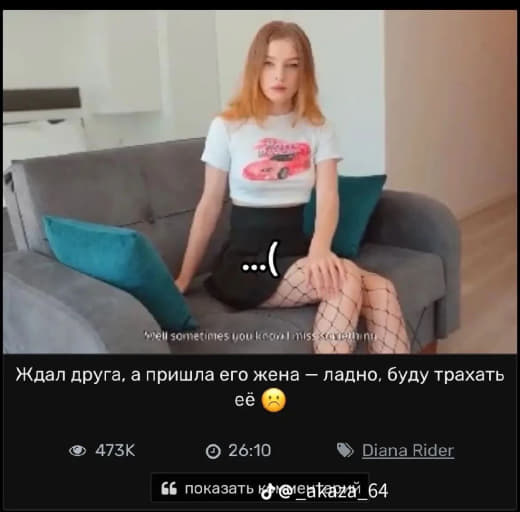 ...(
Well sometimes you know I miss something
Ждал друга, а пришла его жена — ладно, буду трахать
её ☹️
473K 26:10 Diana Rider
показать комментарий
@_akaza_64